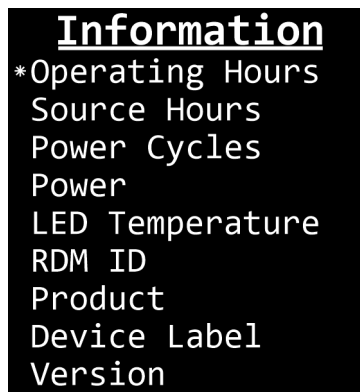 Information
*Operating Hours
Source Hours
Power Cycles
Power
LED Temperature
RDM ID
Product
Device Label
Version